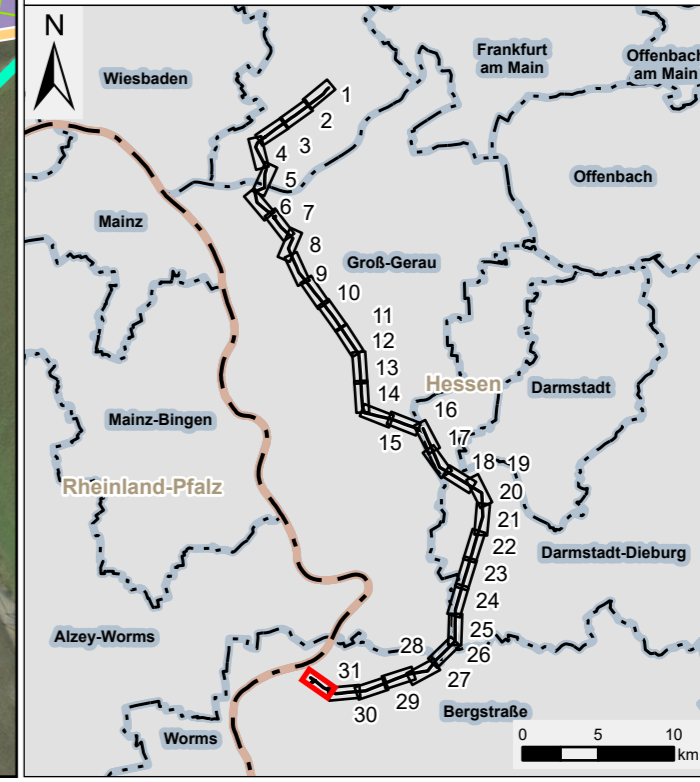 N
Wiesbaden
Frankfurt
am Main
Offenbach
am Main
1
2
3
4
5
Offenbach
6
7
Mainz
8
Groß-Gerau
9
10
11
12
13
Hessen
Darmstadt
14
16
Mainz-Bingen
15
17
Rheinland-Pfalz
18
19
20
21
22
Darmstadt-Dieburg
23
24
Alzey-Worms
25
28
26
31
27
29
30
Bergstraße
Worms
0 5 10
km